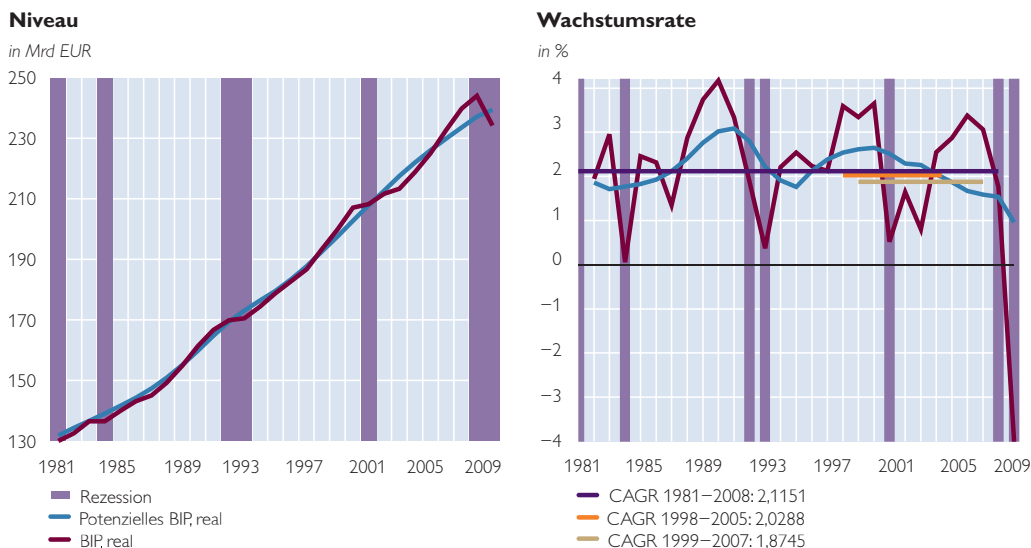 Niveau
in Mrd EUR
250
230
210
190
170
150
130
1981 1985 1989 1993 1997 2001 2005 2009
Rezession
Potenzielles BIP, real
BIP, real
Wachstumsrate
in %
4
3
2
1
0
−1
−2
−3
−4
1981 1985 1989 1993 1997 2001 2005 2009
CAGR 1981–2008: 2,1151
CAGR 1998–2005: 2,0288
CAGR 1999–2007: 1,8745